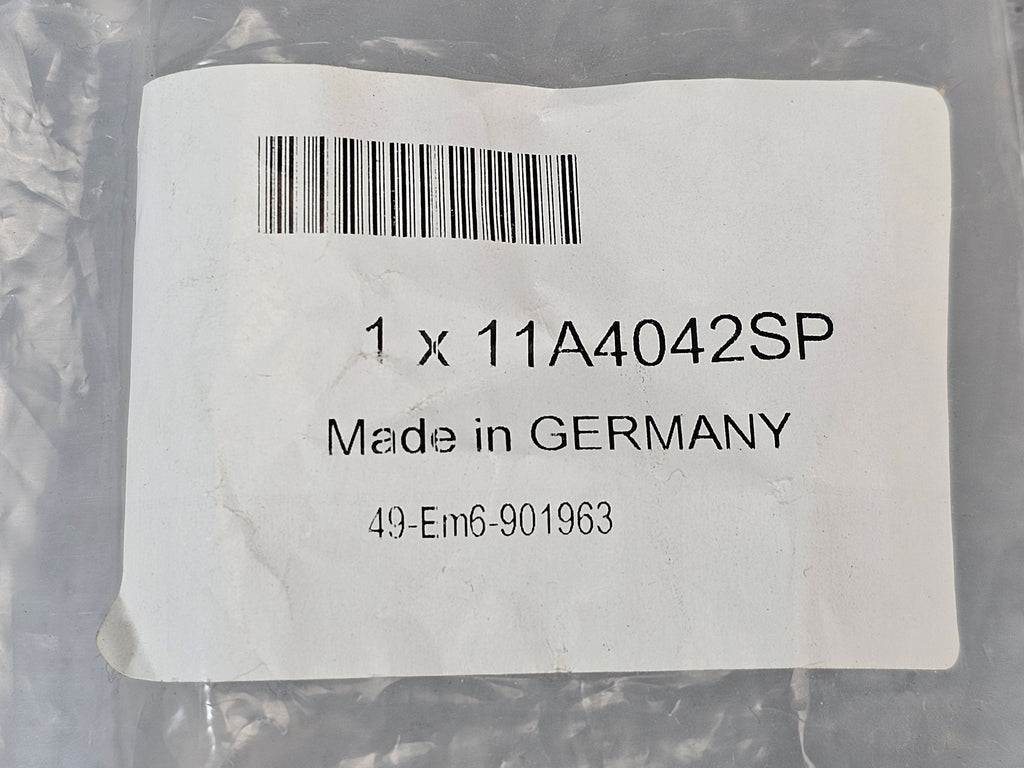 1 x 11A4042SP
Made in GERMANY
49-Em6-901963